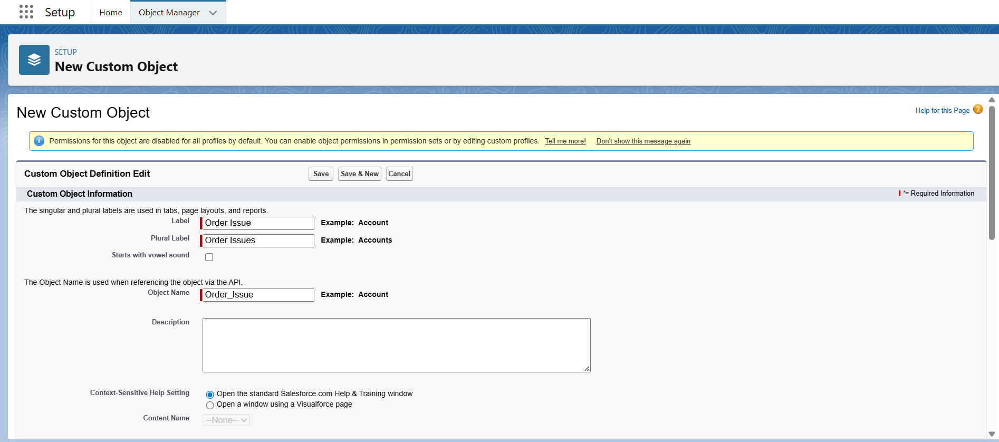 Setup Home Object Manager
SETUP
New Custom Object
New Custom Object
Help for this Page ?
Permissions for this object are disabled for all profiles by default. You can enable object permissions in permission sets or by editing custom profiles. Tell me more! Don't show this message again
Custom Object Definition Edit Save Save & New Cancel
Custom Object Information *= Required Information
The singular and plural labels are used in tabs, page layouts, and reports.
Label Order Issue Example: Account
Plural Label Order Issues Example: Accounts
Starts with vowel sound
The Object Name is used when referencing the object via the API.
Object Name Order_Issue Example: Account
Description
Context-Sensitive Help Setting Open the standard Salesforce.com Help & Training window
Open a window using a Visualforce page
Content Name --None--